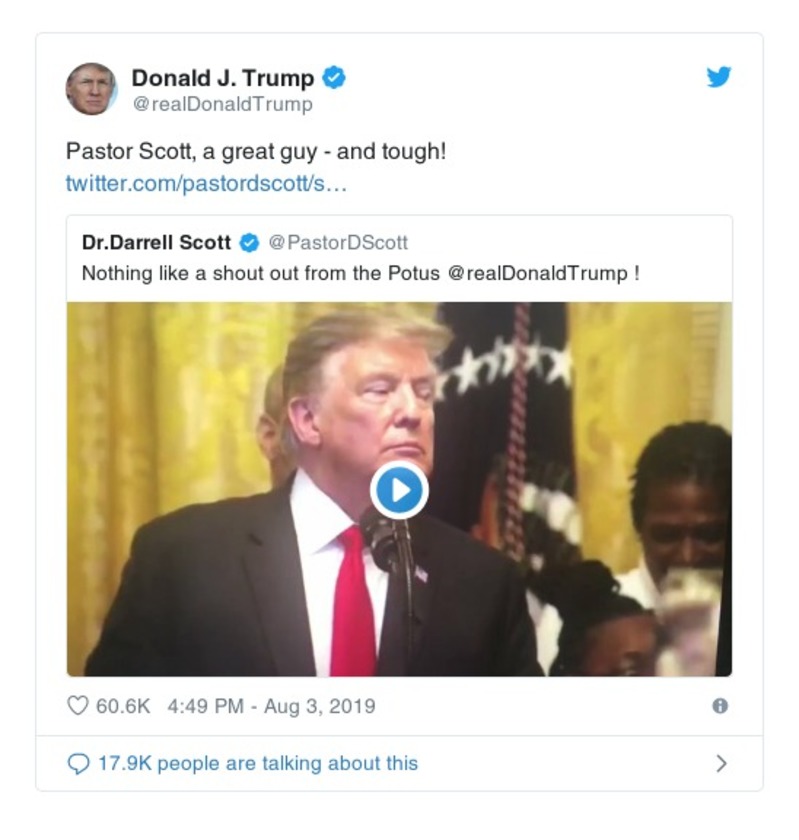 Donald J. Trump
@realDonaldTrump
Pastor Scott, a great guy - and tough!
twitter.com/pastordscott/s…
Dr.Darrell Scott @PastorDScott
Nothing like a shout out from the Potus @realDonaldTrump !
60.6K 4:49 PM - Aug 3, 2019
17.9K people are talking about this